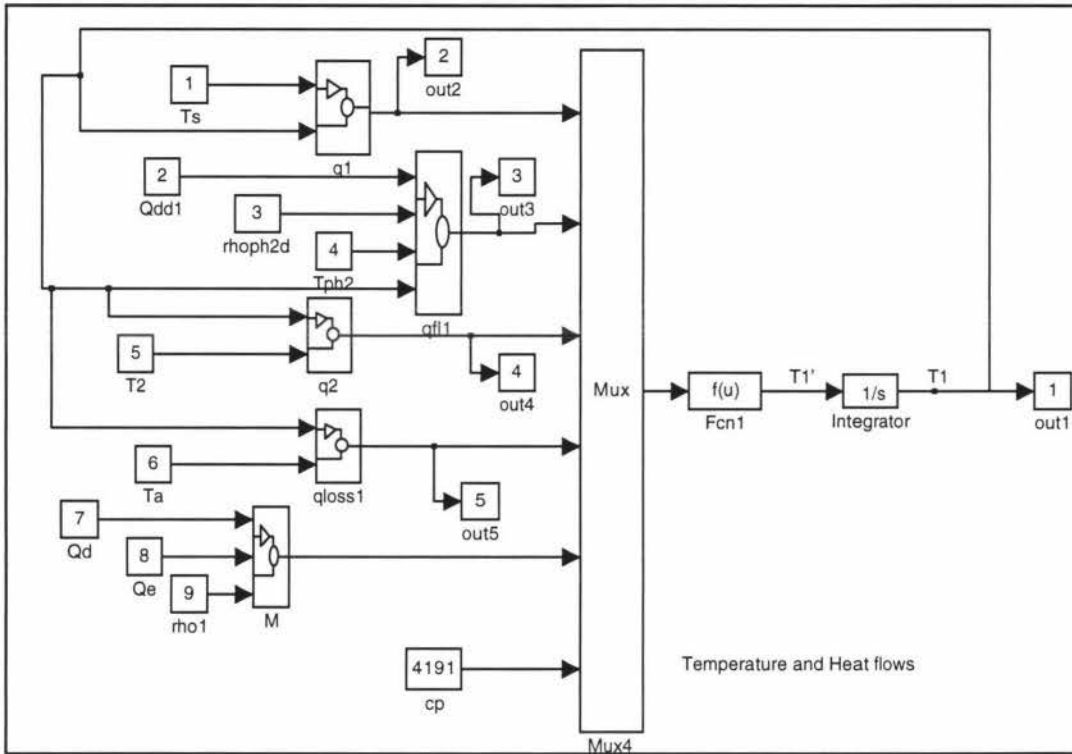 2
out2
1
Ts
q1
2
Qdd1
3
out3
3
rhoph2d
4
Tph2
qfl1
5
T2
q2
4
out4
Mux
f(u)
Fcn1
T1'
1/s
Integrator
T1
1
out1
6
Ta
qloss1
5
out5
7
Qd
8
Qe
9
rho1
M
4191
cp
Temperature and Heat flows
Mux4